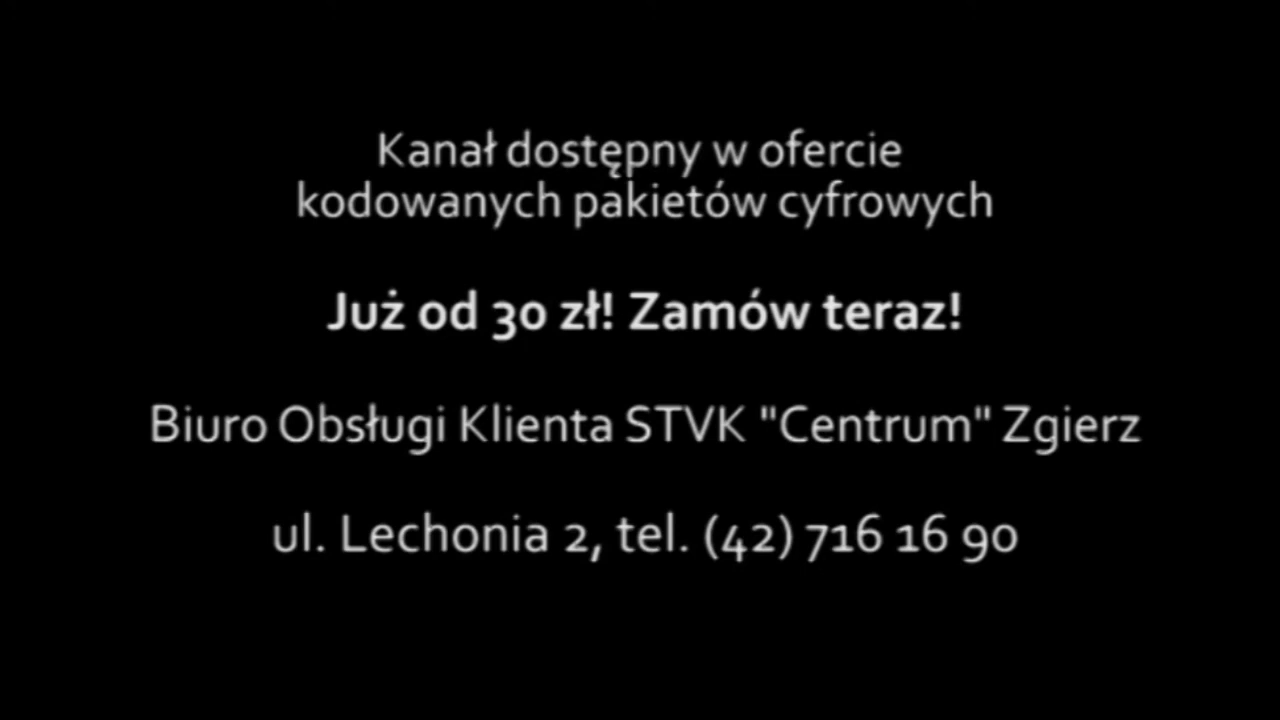 Kanał dostępny w ofercie
kodowanych pakietów cyfrowych
Już od 30 zł! Zamów teraz!
Biuro Obsługi Klienta STVK "Centrum" Zgierz
ul. Lechonia 2, tel. (42) 716 16 90